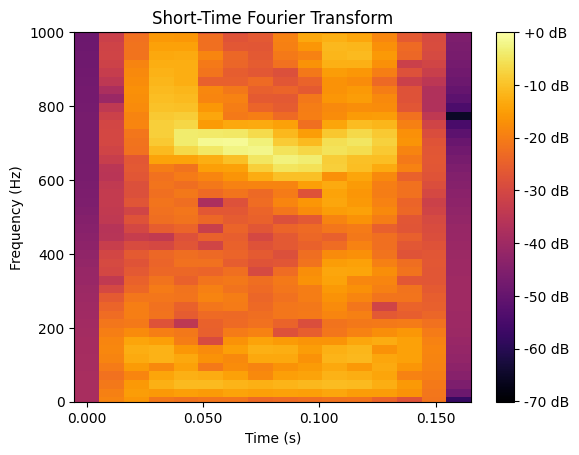 Short-Time Fourier Transform
Frequency (Hz)
1000
800
600
400
200
0
0.000
0.050
0.100
0.150
Time (s)
+0 dB
-10 dB
-20 dB
-30 dB
-40 dB
-50 dB
-60 dB
-70 dB